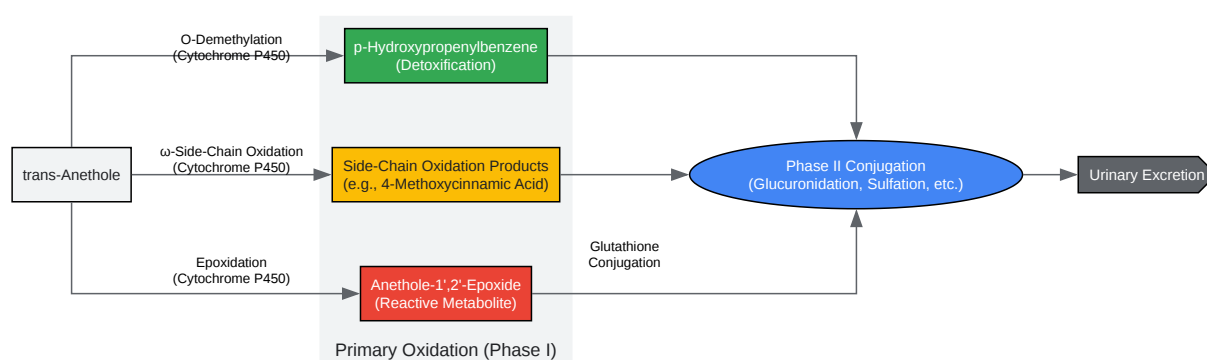 O-Demethylation
(Cytochrome P450)
p-Hydroxypropenylbenzene
(Detoxification)
trans-Anethole
ω-Side-Chain Oxidation
(Cytochrome P450)
Side-Chain Oxidation Products
(e.g., 4-Methoxycinnamic Acid)
Phase II Conjugation
(Glucuronidation, Sulfation, etc.)
Urinary Excretion
Epoxidation
(Cytochrome P450)
Anethole-1',2'-Epoxide
(Reactive Metabolite)
Glutathione
Conjugation
Primary Oxidation (Phase I)